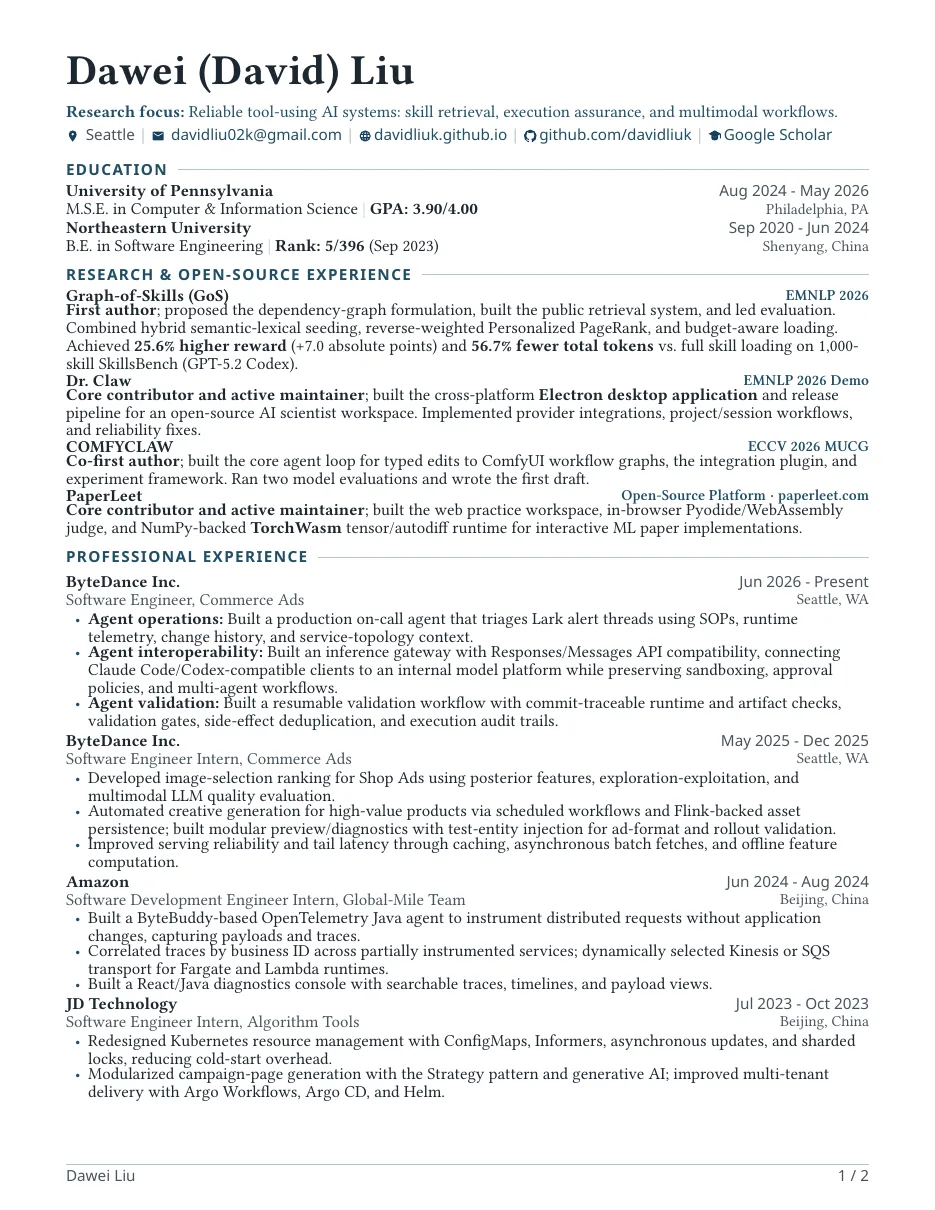 Dawei (David) Liu
Research focus: Reliable tool-using AI systems: skill retrieval, execution assurance, and multimodal workflows.
Seattle | davidliu02k@gmail.com | davidliuk.github.io | github.com/davidliuk | Google Scholar
EDUCATION
University of Pennsylvania Aug 2024 - May 2026
M.S.E. in Computer & Information Science | GPA: 3.90/4.00 Philadelphia, PA
Northeastern University Sep 2020 - Jun 2024
B.E. in Software Engineering | Rank: 5/396 (Sep 2023) Shenyang, China
RESEARCH & OPEN-SOURCE EXPERIENCE
Graph-of-Skills (GoS) EMNLP 2026
First author; proposed the dependency-graph formulation, built the public retrieval system, and led evaluation.
Combined hybrid semantic-lexical seeding, reverse-weighted Personalized PageRank, and budget-aware loading.
Achieved 25.6% higher reward (+7.0 absolute points) and 56.7% fewer total tokens vs. full skill loading on 1,000-
skill SkillsBench (GPT-5.2 Codex).
Dr. Claw EMNLP 2026 Demo
Core contributor and active maintainer; built the cross-platform Electron desktop application and release
pipeline for an open-source AI scientist workspace. Implemented provider integrations, project/session workflows,
and reliability fixes.
COMFYCLAW ECCV 2026 MUCG
Co-first author; built the core agent loop for typed edits to ComfyUI workflow graphs, the integration plugin, and
experiment framework. Ran two model evaluations and wrote the first draft.
PaperLeet Open-Source Platform · paperleet.com
Core contributor and active maintainer; built the web practice workspace, in-browser Pyodide/WebAssembly
judge, and NumPy-backed TorchWasm tensor/autodiff runtime for interactive ML paper implementations.
PROFESSIONAL EXPERIENCE
ByteDance Inc. Jun 2026 - Present
Software Engineer, Commerce Ads Seattle, WA
• Agent operations: Built a production on-call agent that triages Lark alert threads using SOPs, runtime
telemetry, change history, and service-topology context.
• Agent interoperability: Built an inference gateway with Responses/Messages API compatibility, connecting
Claude Code/Codex-compatible clients to an internal model platform while preserving sandboxing, approval
policies, and multi-agent workflows.
• Agent validation: Built a resumable validation workflow with commit-traceable runtime and artifact checks,
validation gates, side-effect deduplication, and execution audit trails.
ByteDance Inc. May 2025 - Dec 2025
Software Engineer Intern, Commerce Ads Seattle, WA
• Developed image-selection ranking for Shop Ads using posterior features, exploration-exploitation, and
multimodal LLM quality evaluation.
• Automated creative generation for high-value products via scheduled workflows and Flink-backed asset
persistence; built modular preview/diagnostics with test-entity injection for ad-format and rollout validation.
• Improved serving reliability and tail latency through caching, asynchronous batch fetches, and offline feature
computation.
Amazon Jun 2024 - Aug 2024
Software Development Engineer Intern, Global-Mile Team Beijing, China
• Built a ByteBuddy-based OpenTelemetry Java agent to instrument distributed requests without application
changes, capturing payloads and traces.
• Correlated traces by business ID across partially instrumented services; dynamically selected Kinesis or SQS
transport for Fargate and Lambda runtimes.
• Built a React/Java diagnostics console with searchable traces, timelines, and payload views.
JD Technology Jul 2023 - Oct 2023
Software Engineer Intern, Algorithm Tools Beijing, China
• Redesigned Kubernetes resource management with ConfigMaps, Informers, asynchronous updates, and sharded
locks, reducing cold-start overhead.
• Modularized campaign-page generation with the Strategy pattern and generative AI; improved multi-tenant
delivery with Argo Workflows, Argo CD, and Helm.
Dawei Liu 1 / 2